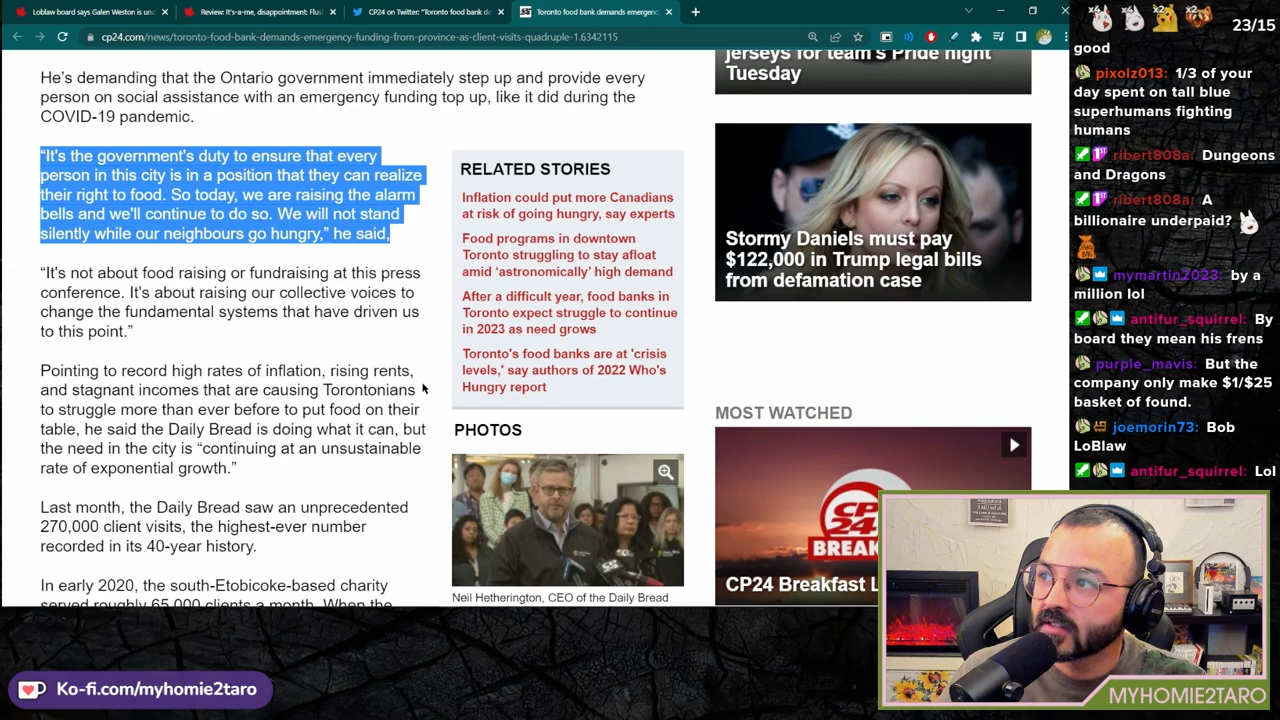 Loblaw board says Galen Weston is un
Review: It's-a-me, disappointment: Flus
CP24 on Twitter: "Toronto food bank de
Toronto food bank demands emergenc
cp24.com/news/toronto-food-bank-demands-emergency-funding-from-province-as-client-visits-quadruple-1.6342115
He's demanding that the Ontario government immediately step up and provide every
person on social assistance with an emergency funding top up, like it did during the
COVID-19 pandemic.
“It's the government's duty to ensure that every
person in this city is in a position that they can realize
their right to food. So today, we are raising the alarm
bells and we'll continue to do so. We will not stand
silently while our neighbours go hungry,” he said,
“It's not about food raising or fundraising at this press
conference. It's about raising our collective voices to
change the fundamental systems that have driven us
to this point.”
Pointing to record high rates of inflation, rising rents,
and stagnant incomes that are causing Torontonians
to struggle more than ever before to put food on their
table, he said the Daily Bread is doing what it can, but
the need in the city is “continuing at an unsustainable
rate of exponential growth.”
Last month, the Daily Bread saw an unprecedented
270,000 client visits, the highest-ever number
recorded in its 40-year history.
In early 2020, the south-Etobicoke-based charity
served roughly 65,000 clients a month. When the
RELATED STORIES
Inflation could put more Canadians
at risk of going hungry, say experts
Food programs in downtown
Toronto struggling to stay afloat
amid ‘astronomically’ high demand
After a difficult year, food banks in
Toronto expect struggle to continue
in 2023 as need grows
Toronto's food banks are at 'crisis
levels,' say authors of 2022 Who's
Hungry report
PHOTOS
Neil Hetherington, CEO of the Daily Bread
jerseys for team's Pride night
Tuesday
Stormy Daniels must pay
$122,000 in Trump legal bills
from defamation case
MOST WATCHED
CP
24
BREAK
CP24 Breakfast L
x4 x4 x2 x2
23/15
good
pixolz013: 1/3 of your
day spent on tall blue
superhumans fighting
humans
ribert808a: Dungeons
and Dragons
ribert808a: A
billionaire underpaid?
mymartin2023: by a
million lol
antifur_squirrel: By
board they mean his frens
purple_mavis: But the
company only make $1/$25
basket of found.
joemorin73: Bob
LoBlaw
antifur_squirrel: Lol
Ko-fi.com/myhomie2taro
MYHOMIE2TARO